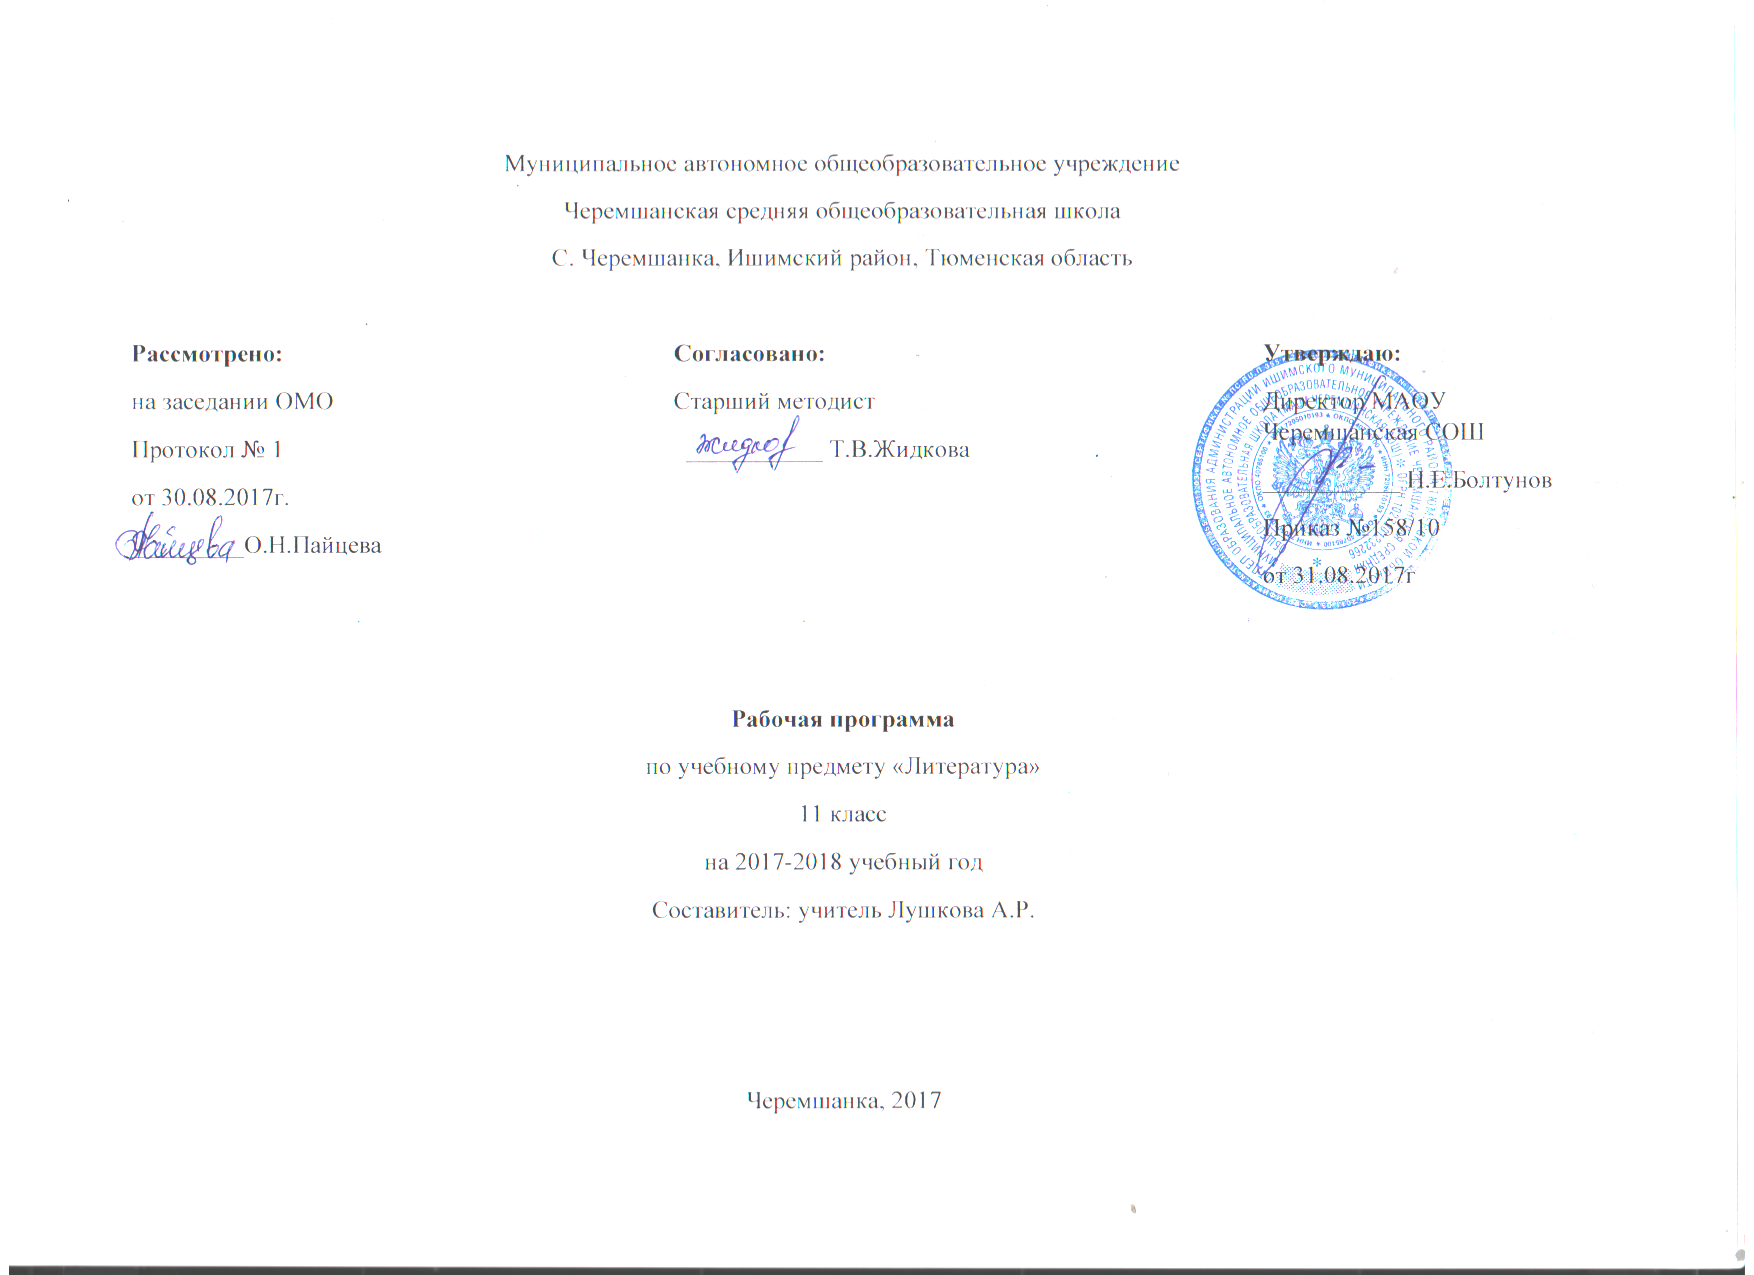 Муниципальное автономное общеобразовательное учреждение
Черемшанская средняя общеобразовательная школа
С. Черемшанка, Ишимский район, Тюменская область
Рассмотрено:
на заседании ОМО
Протокол № 1
от 30.08.2017г.
Пайцева О.Н.Пайцева
Согласовано:
Старший методист
Жидков Т.В.Жидкова
Утверждаю:
Директор МАОУ
Черемшанская СОШ
Н.Е.Болтунов
Приказ №158/10
от 31.08.2017г
Рабочая программа
по учебному предмету «Литература»
11 класс
на 2017-2018 учебный год
Составитель: учитель Лушкова А.Р.
Черемшанка, 2017